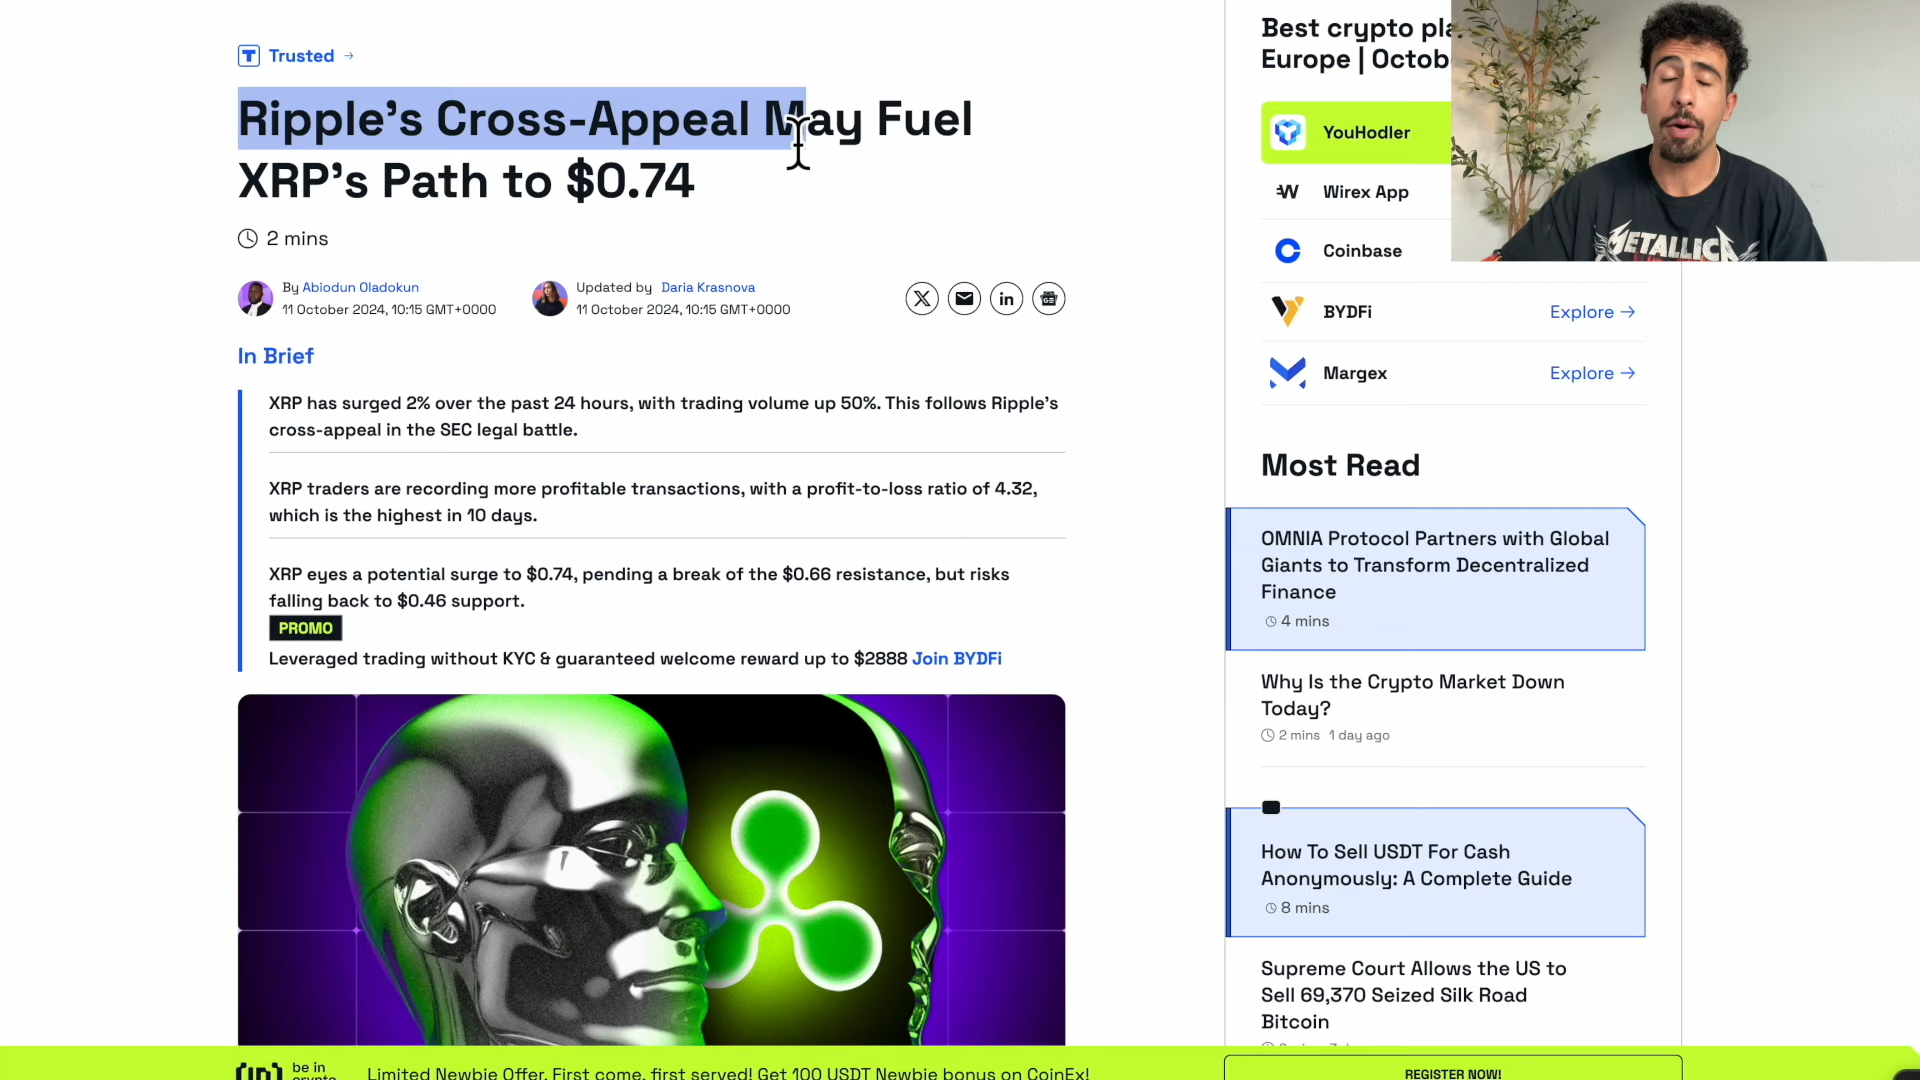 Trusted
Ripple's Cross-Appeal May Fuel
XRP's Path to $0.74
2 mins
By Abiodun Oladokun
11 October 2024, 10:15 GMT+0000
Updated by Daria Krasnova
11 October 2024, 10:15 GMT+0000
In Brief
XRP has surged 2% over the past 24 hours, with trading volume up 50%. This follows Ripple's
cross-appeal in the SEC legal battle.
XRP traders are recording more profitable transactions, with a profit-to-loss ratio of 4.32,
which is the highest in 10 days.
XRP eyes a potential surge to $0.74, pending a break of the $0.66 resistance, but risks
falling back to $0.46 support.
PROMO
Leveraged trading without KYC & guaranteed welcome reward up to $2888 Join BYDFi
Best crypto
Europe |
YouHodler
Wirex App
Coinbase
BYDFi
Explore →
Margex
Explore →
METALLICA
Most Read
OMNIA Protocol Partners with Global
Giants to Transform Decentralized
Finance
4 mins
Why Is the Crypto Market Down
Today?
2 mins 1 day ago
How To Sell USDT For Cash
Anonymously: A Complete Guide
8 mins
Supreme Court Allows the US to
Sell 69,370 Seized Silk Road
Bitcoin
be in
crypto
Limited Newbie Offer. First come, first served! Get 100 USDT Newbie bonus on CoinEx!
REGISTER NOW!